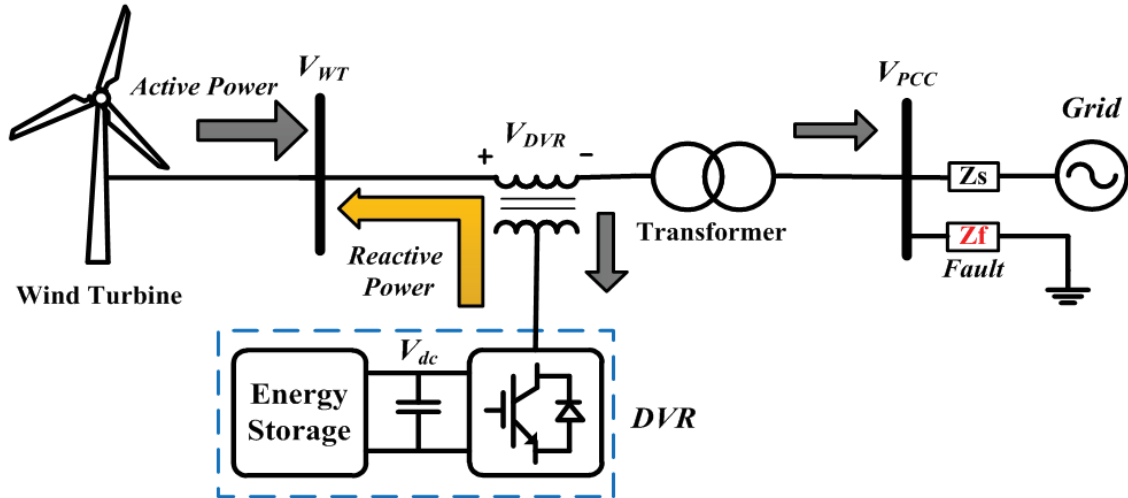 Active Power
V_WT
V_DVR
+
-
V_PCC
Grid
Zs
Transformer
Zf
Fault
Reactive
Power
Wind Turbine
V_dc
Energy
Storage
DVR